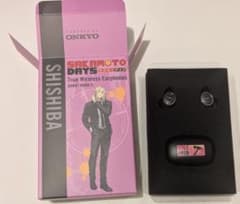 ONKYO
SAKAMOTO
DAYS
True Wireless Earphones
SHISHIBA